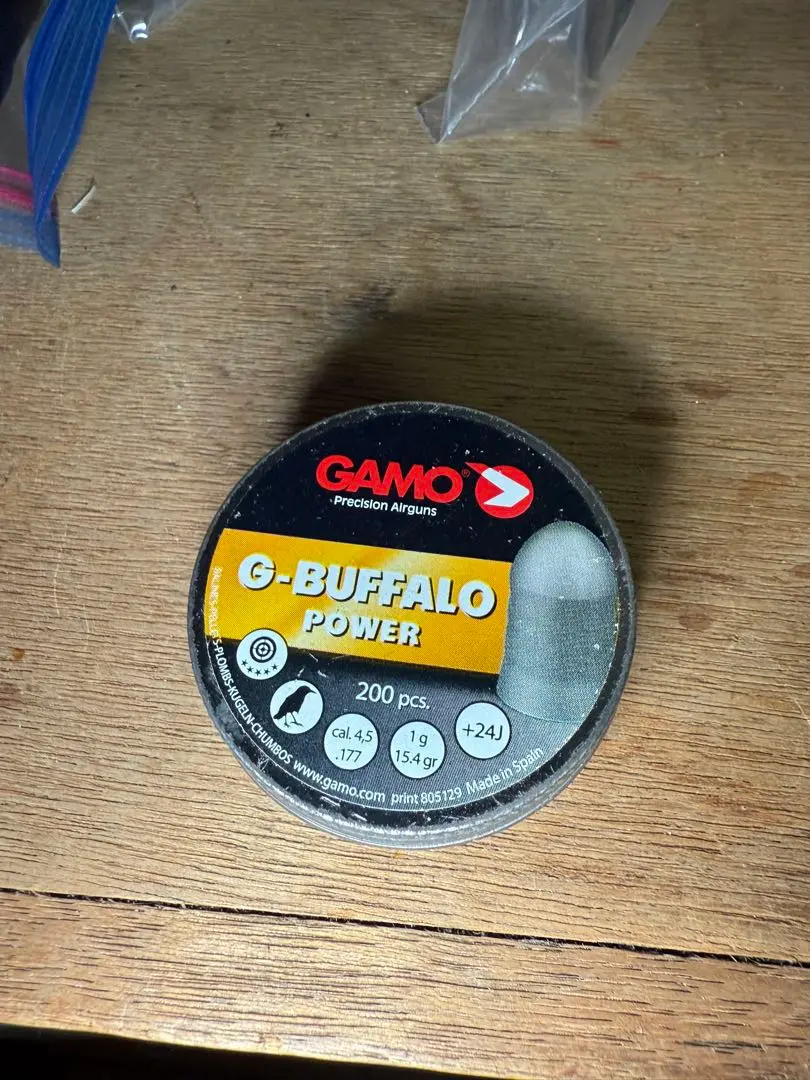 GAMO®
Precision Airguns
G-BUFFALO
POWER
200 pcs.
cal. 4,5
.177
1 g
15.4 gr
+24J
BALINES-PELLETS-PLOMBS-KUGELN-CHUMBOS www.gamo.com print 805129 Made in Spain